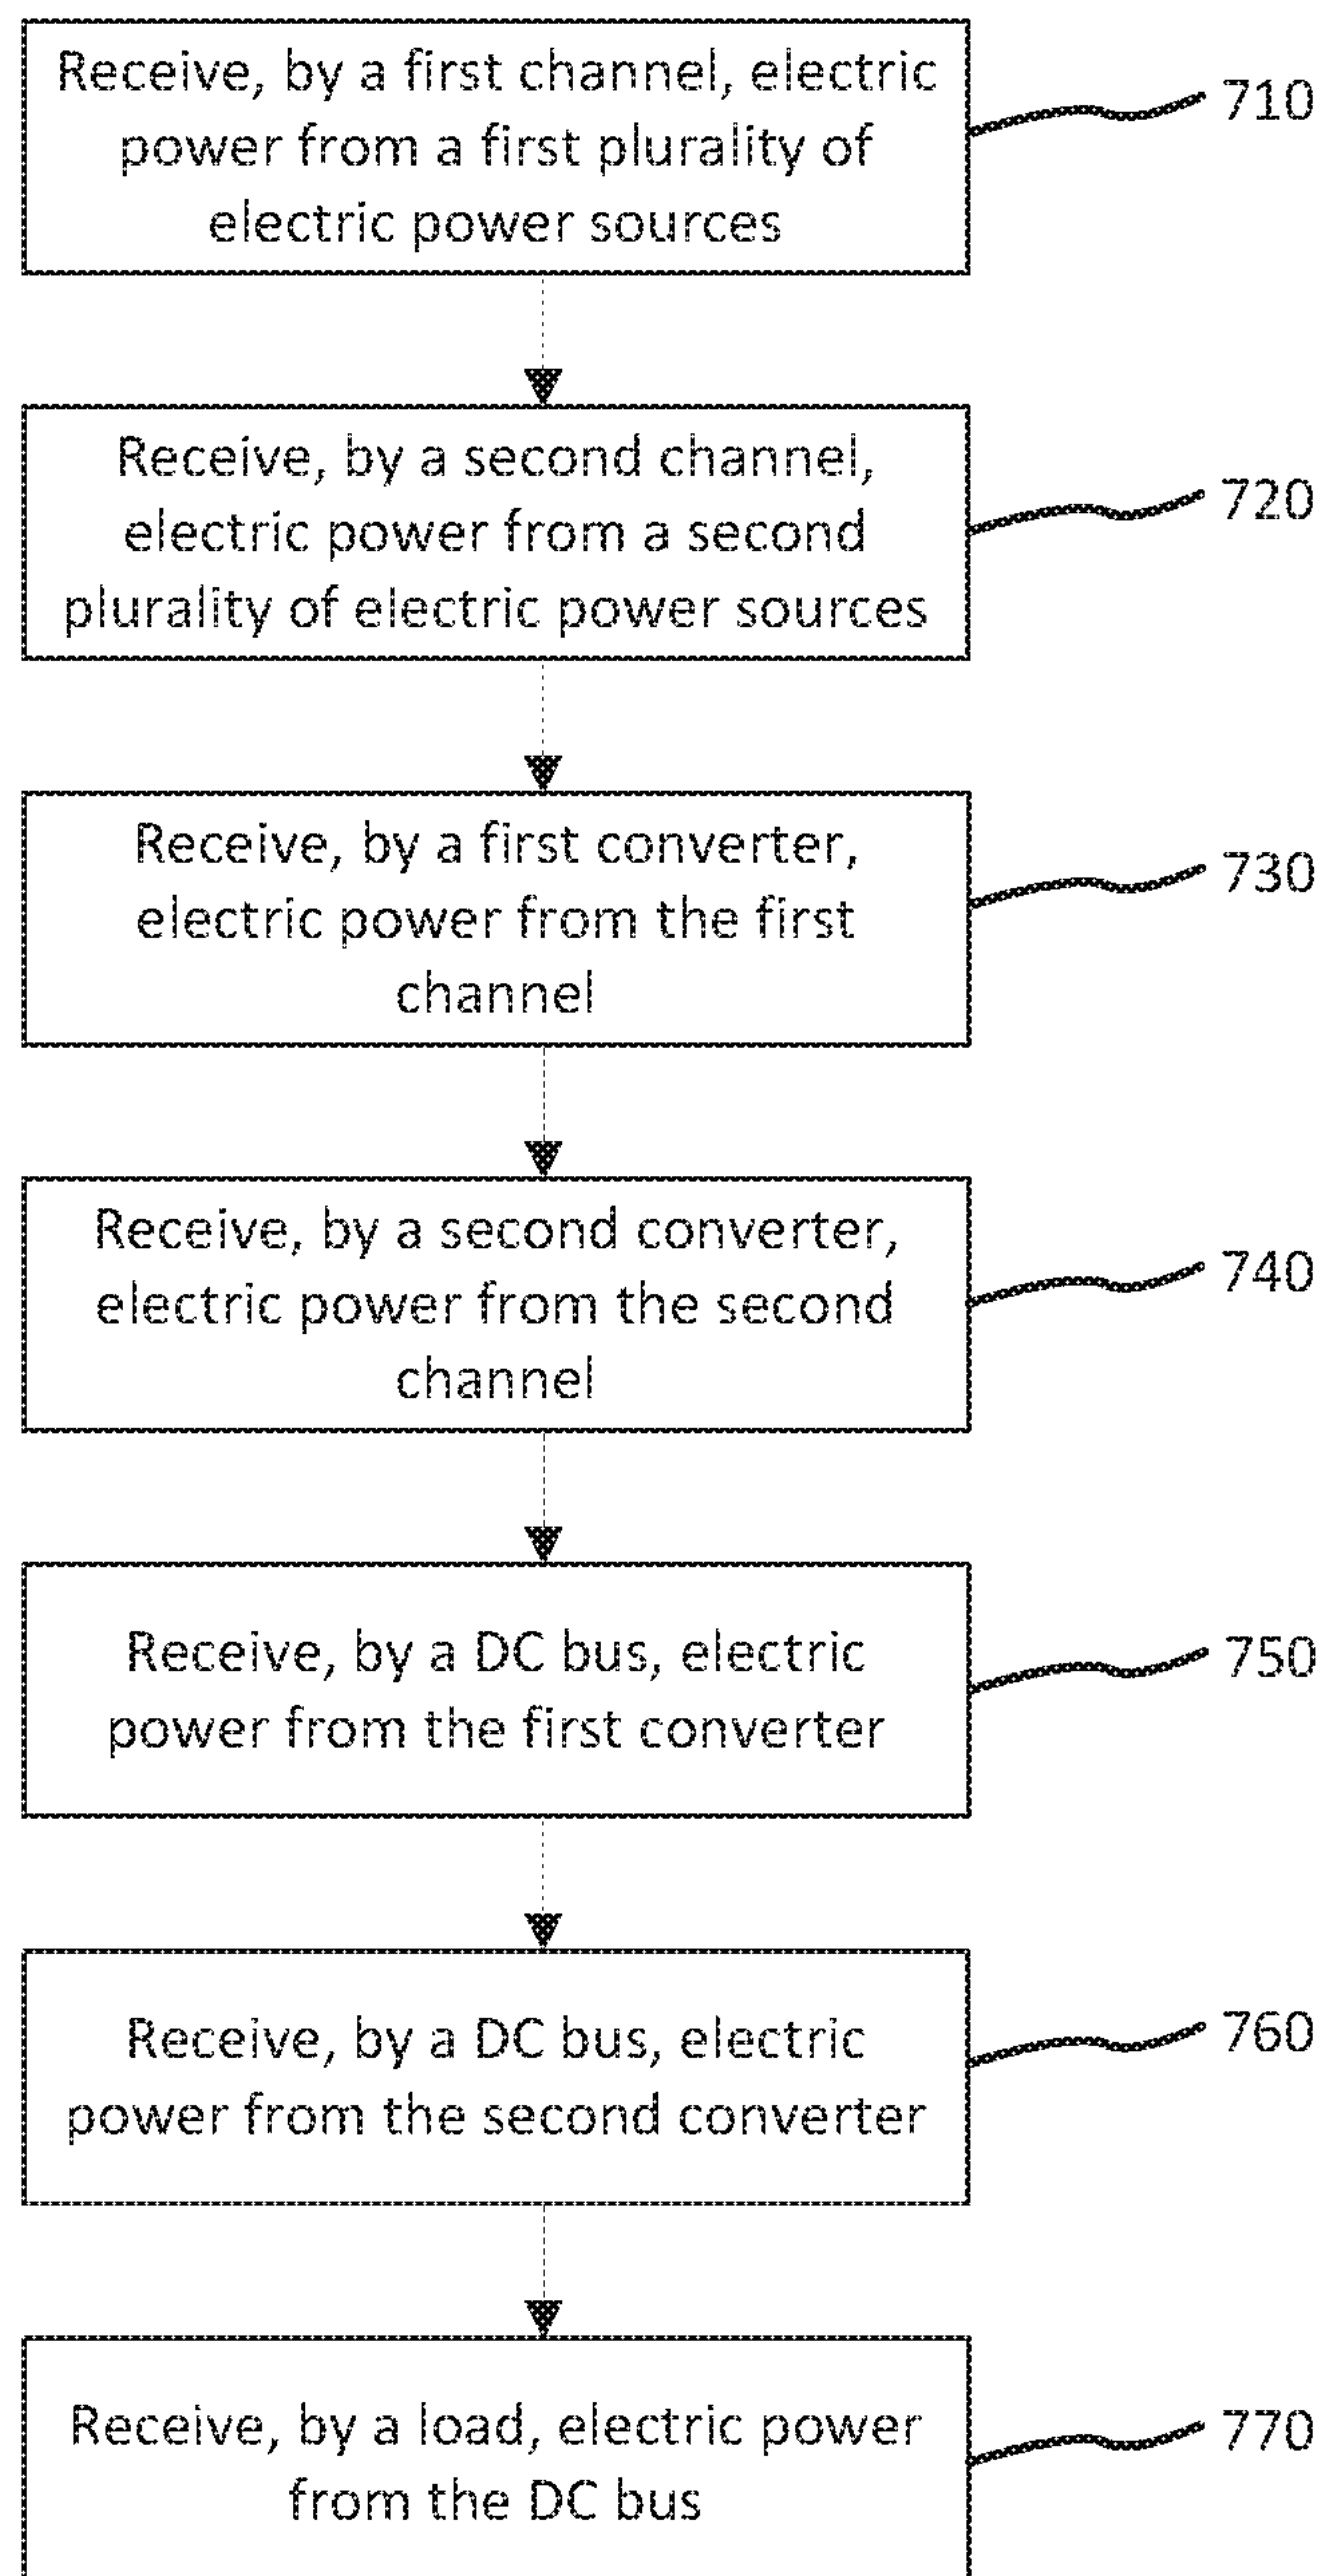 Receive, by a first channel, electric
power from a first plurality of
electric power sources
710
Receive, by a second channel,
electric power from a second
plurality of electric power sources
720
Receive, by a first converter,
electric power from the first
channel
730
Receive, by a second converter,
electric power from the second
channel
740
Receive, by a DC bus, electric
power from the first converter
750
Receive, by a DC bus, electric
power from the second converter
760
Receive, by a load, electric power
from the DC bus
770